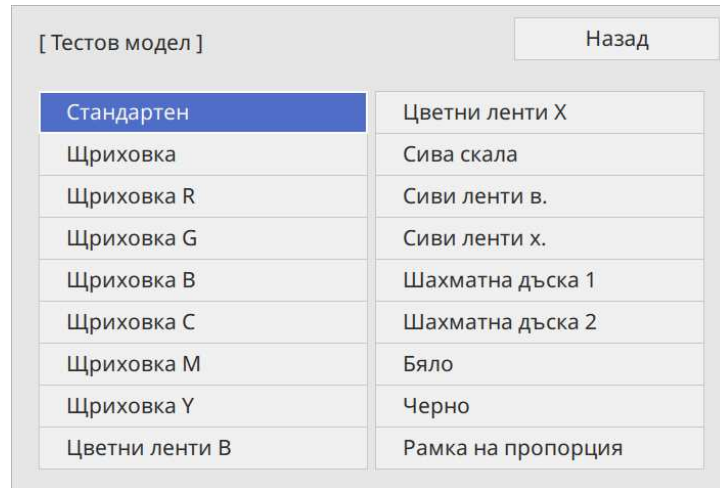 [ Тестов модел ]
Назад
Стандартен
Щриховка
Щриховка R
Щриховка G
Щриховка B
Щриховка C
Щриховка M
Щриховка Y
Цветни ленти В
Цветни ленти Х
Сива скала
Сиви ленти в.
Сиви ленти х.
Шахматна дъска 1
Шахматна дъска 2
Бяло
Черно
Рамка на пропорция